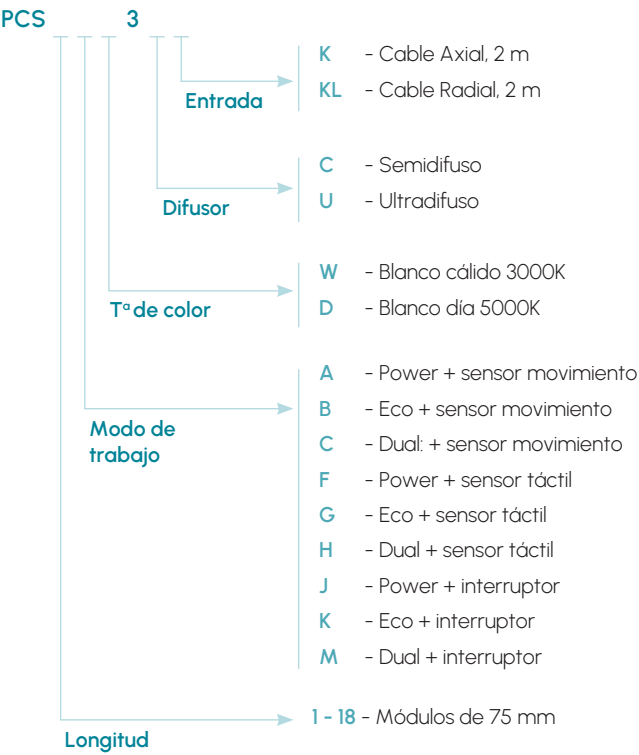 PCS 3
K - Cable Axial, 2 m
KL - Cable Radial, 2 m
Entrada
C - Semidifuso
U - Ultradifuso
Difusor
W - Blanco cálido 3000K
D - Blanco día 5000K
Tª de color
A - Power + sensor movimiento
B - Eco + sensor movimiento
C - Dual: + sensor movimiento
F - Power + sensor táctil
G - Eco + sensor táctil
H - Dual + sensor táctil
J - Power + interruptor
K - Eco + interruptor
M - Dual + interruptor
Modo de
trabajo
1 - 18 - Módulos de 75 mm
Longitud